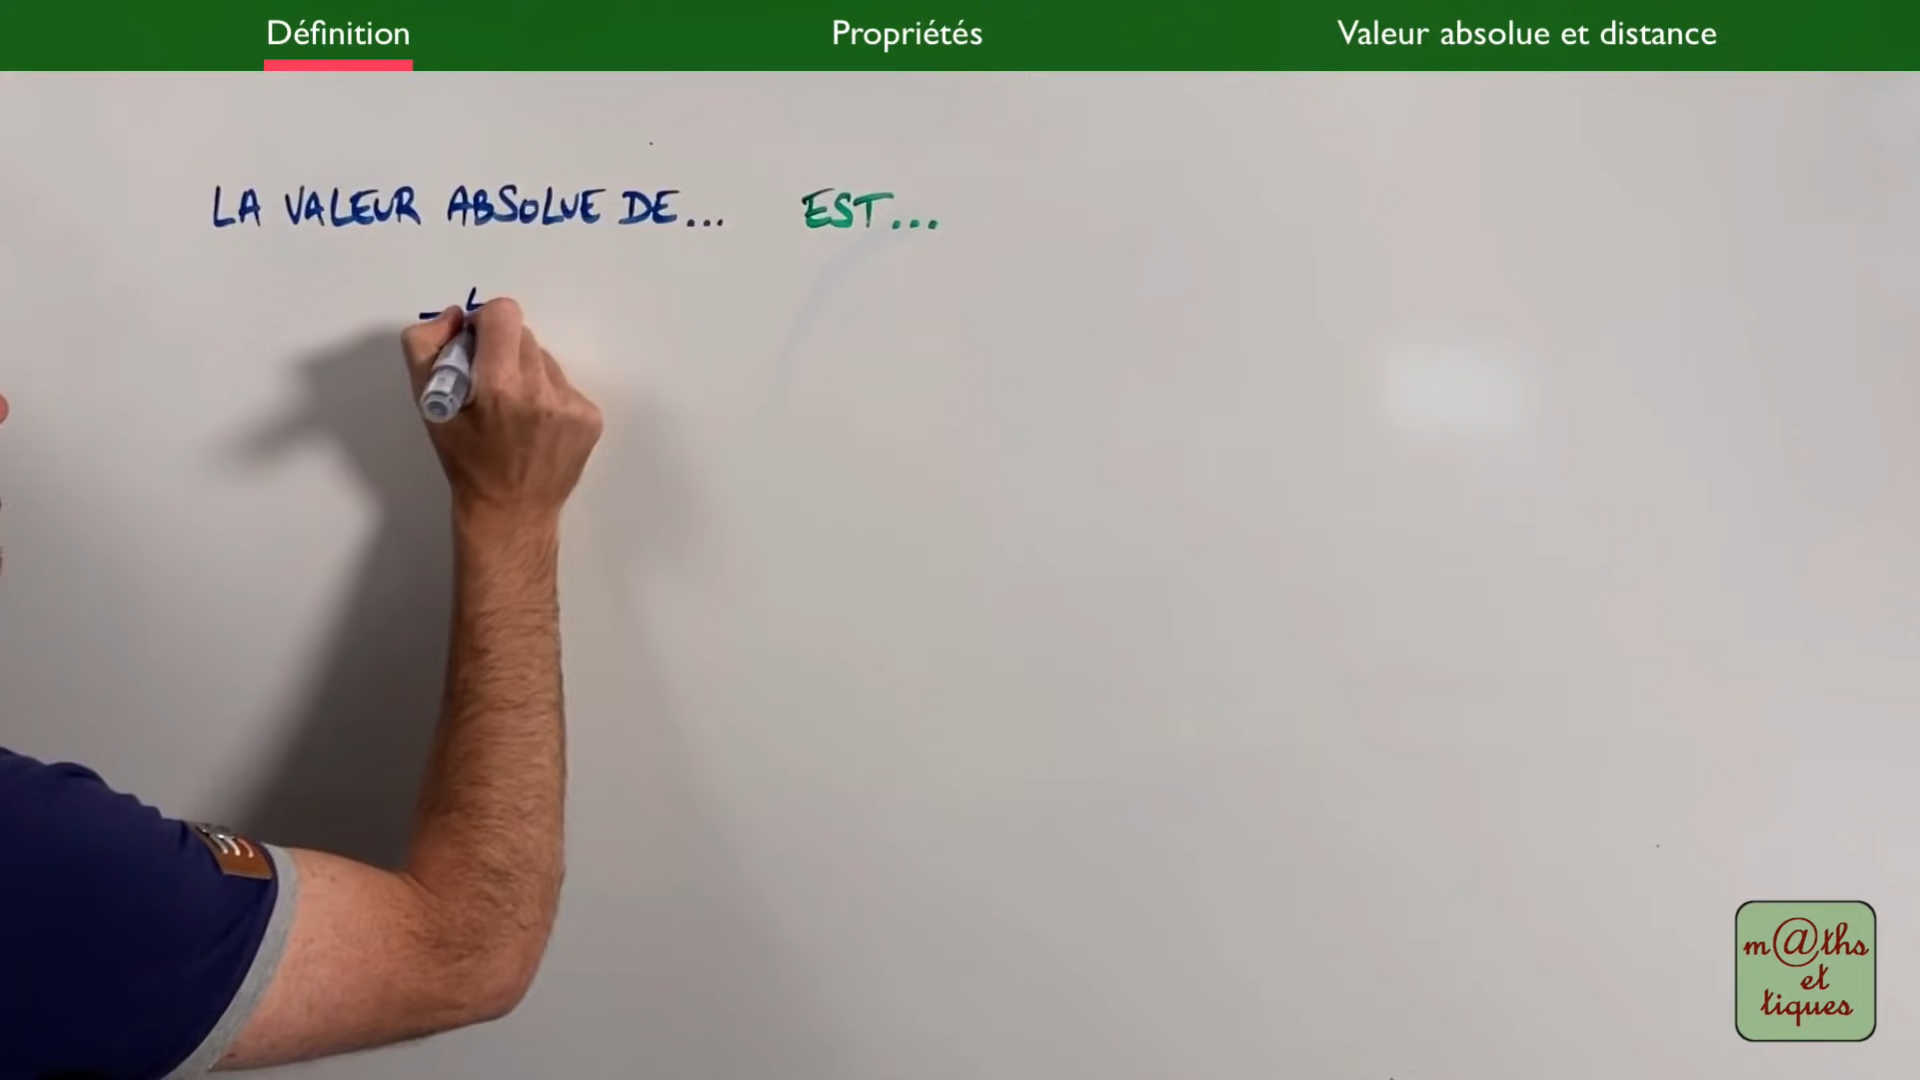 Définition Propriétés Valeur absolue et distance
LA VALEUR ABSOLUE DE... EST...
m@ths
et
tiques